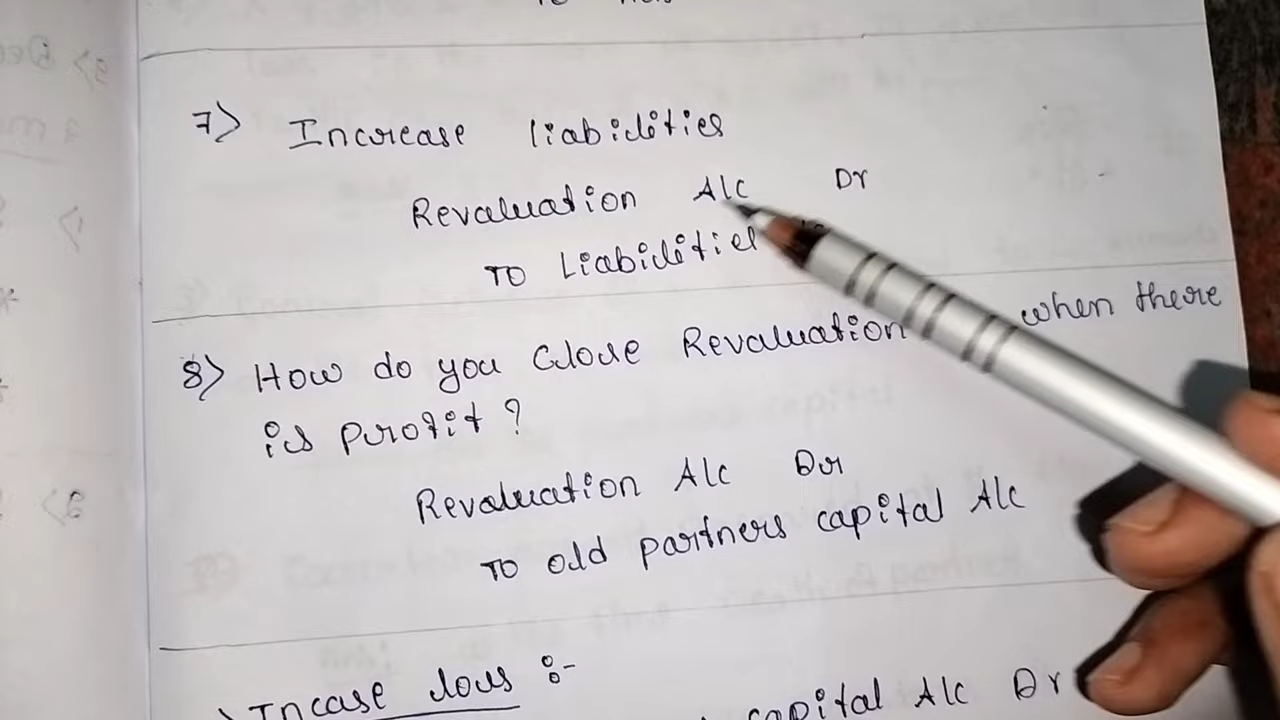 7) Increase liabilities
Revaluation A/c Dr
To Liabilities
8) How do you close Revaluation when there
is profit ?
Revaluation A/c Dr
To old partners capital A/c
Incase loss :-
capital A/c Dr